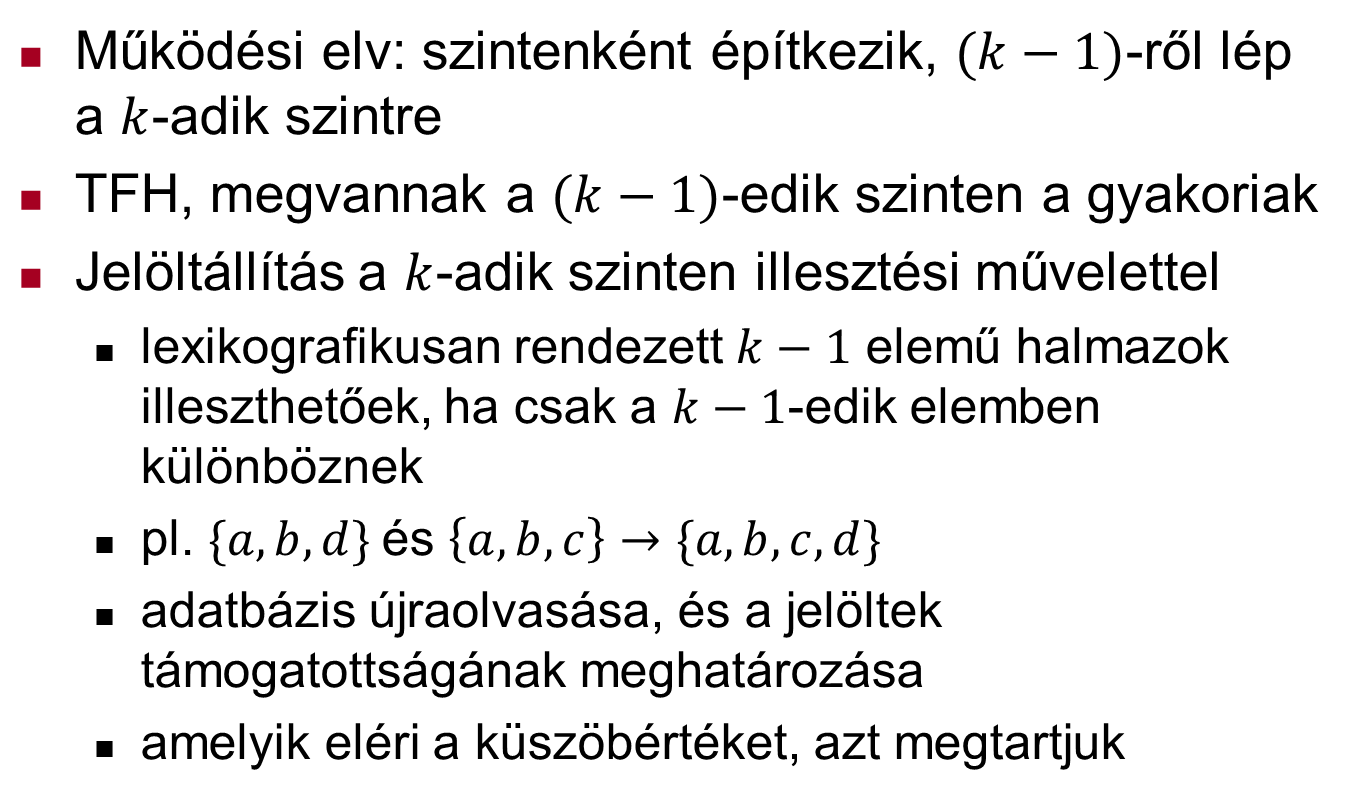 Működési elv: szintenként építkezik, (k − 1)-ről lép
a k-adik szintre
TFH, megvannak a (k − 1)-edik szinten a gyakoriak
Jelöltállítás a k-adik szinten illesztési művelettel
lexikografikusan rendezett k − 1 elemű halmazok
illeszthetőek, ha csak a k − 1-edik elemben
különböznek
pl. {a, b, d} és {a, b, c} → {a, b, c, d}
adatbázis újraolvasása, és a jelöltek
támogatottságának meghatározása
amelyik eléri a küszöbértéket, azt megtartjuk